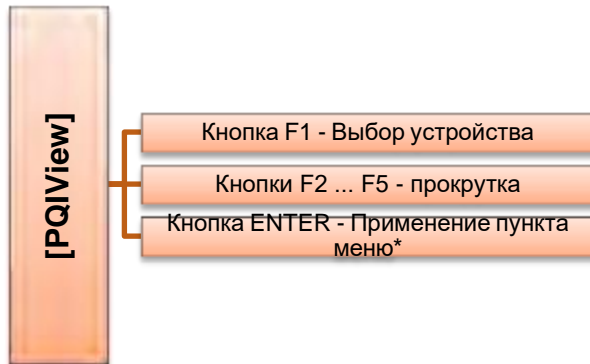 [PQIView]
Кнопка F1 - Выбор устройства
Кнопки F2 ... F5 - прокрутка
Кнопка ENTER - Применение пункта
меню*